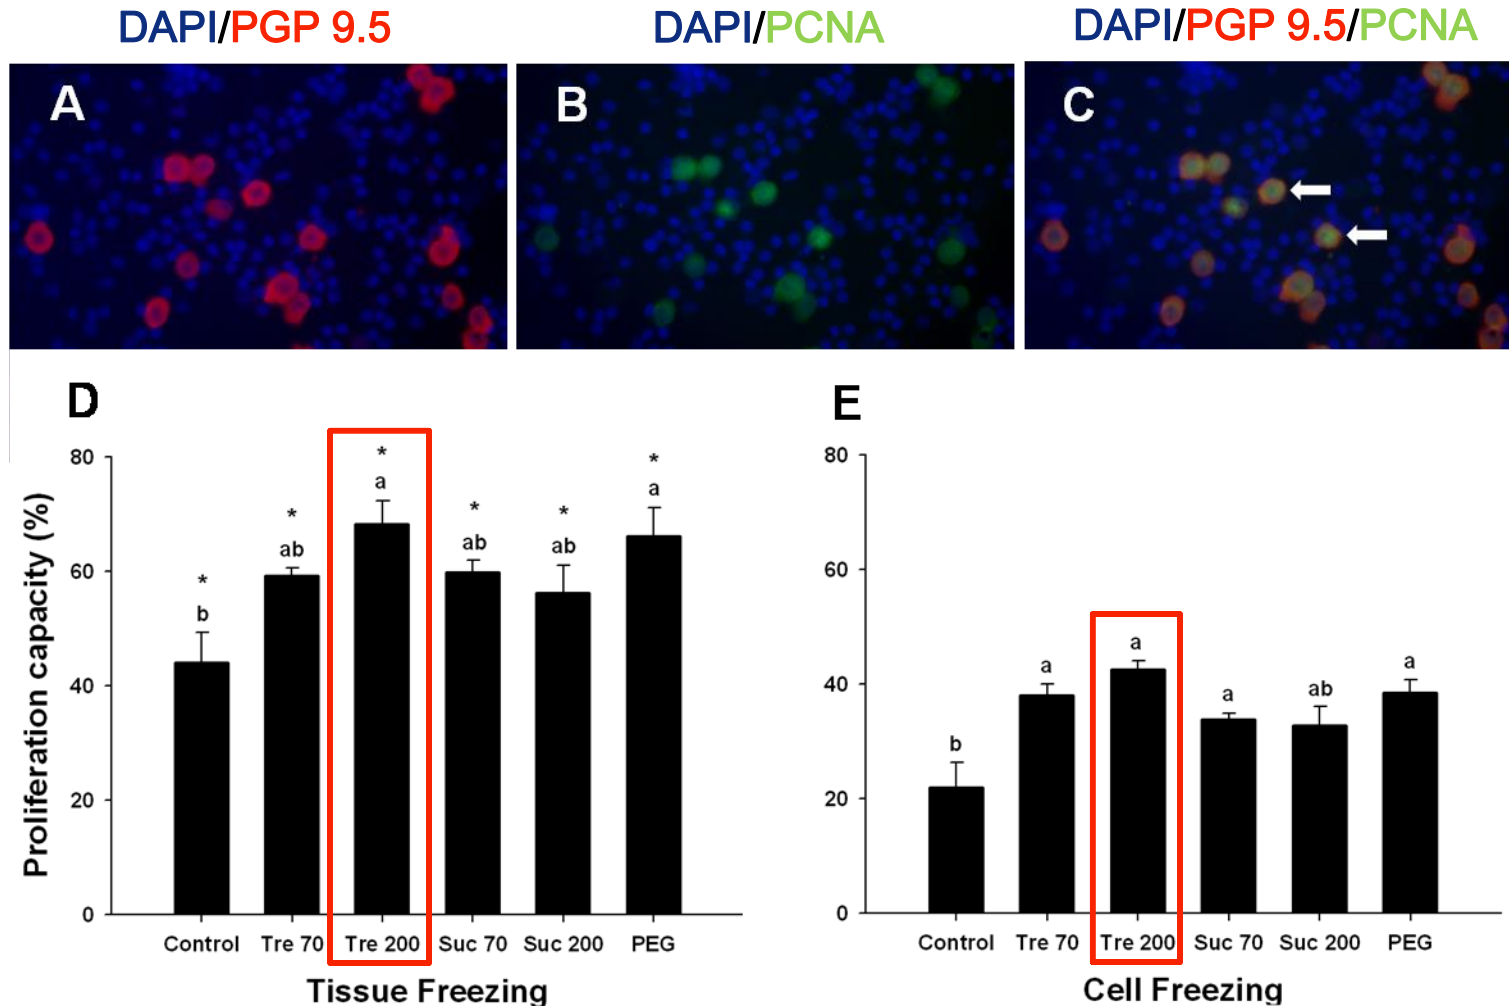 DAPI/PGP 9.5
DAPI/PCNA
DAPI/PGP 9.5/PCNA
A
B
C
D
Proliferation capacity (%)
80
60
40
20
0
*
b
*
ab
*
a
*
ab
*
ab
*
a
Control Tre 70 Tre 200 Suc 70 Suc 200 PEG
Tissue Freezing
E
80
60
40
20
0
b
a
a
a
ab
a
Control Tre 70 Tre 200 Suc 70 Suc 200 PEG
Cell Freezing